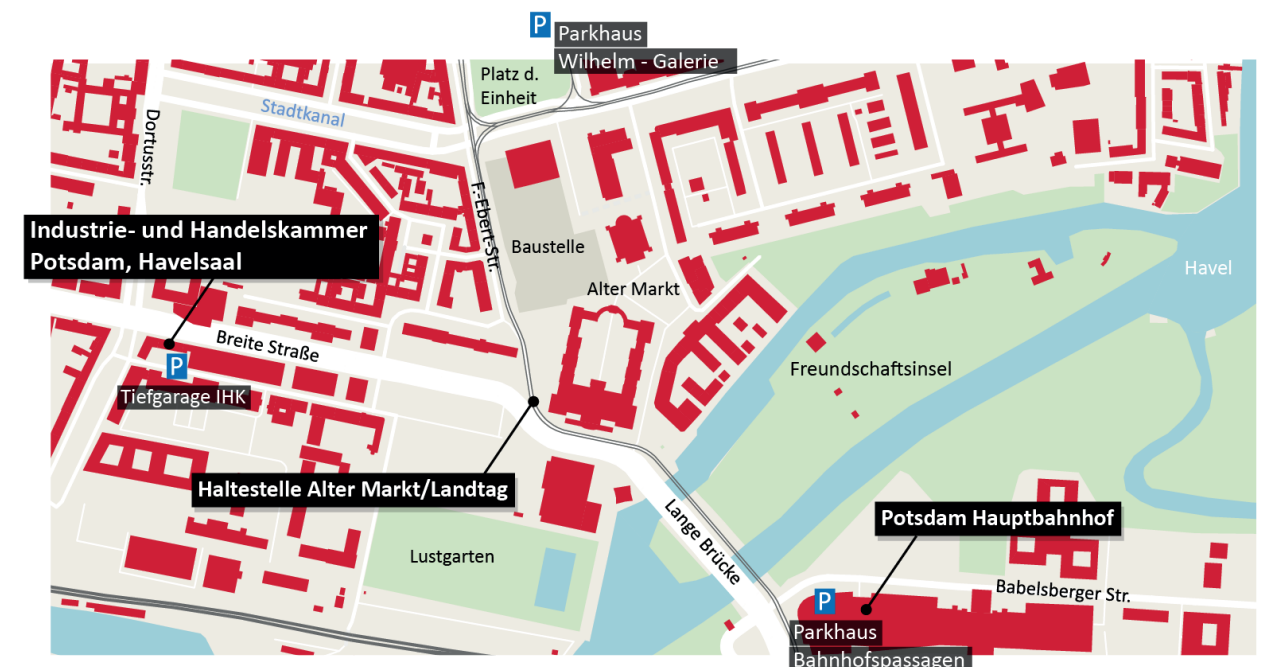 P
Parkhaus
Wilhelm - Galerie
Platz d.
Einheit
Stadtkanal
Dortusstr.
F.-Ebert-Str.
Industrie- und Handelskammer
Potsdam, Havelsaal
Baustelle
Alter Markt
Havel
Breite Straße
P
Tiefgarage IHK
Freundschaftsinsel
Haltestelle Alter Markt/Landtag
Lange Brücke
Potsdam Hauptbahnhof
Lustgarten
Babelsberger Str.
P
Parkhaus
Bahnhofspassagen